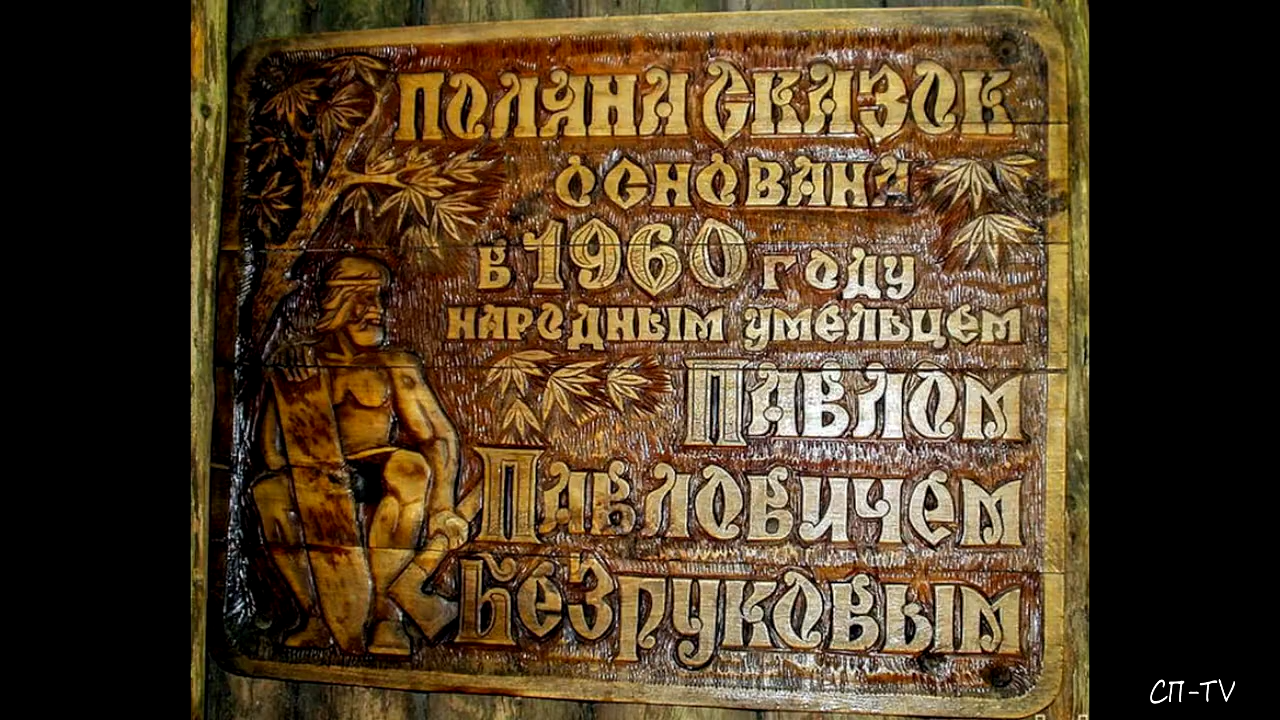 ПОЛЯНА СКАЗОК
ОСНОВАНА
в 1960 году
народным умельцем
Павлом
Павловичем
Безруковым
СП-TV